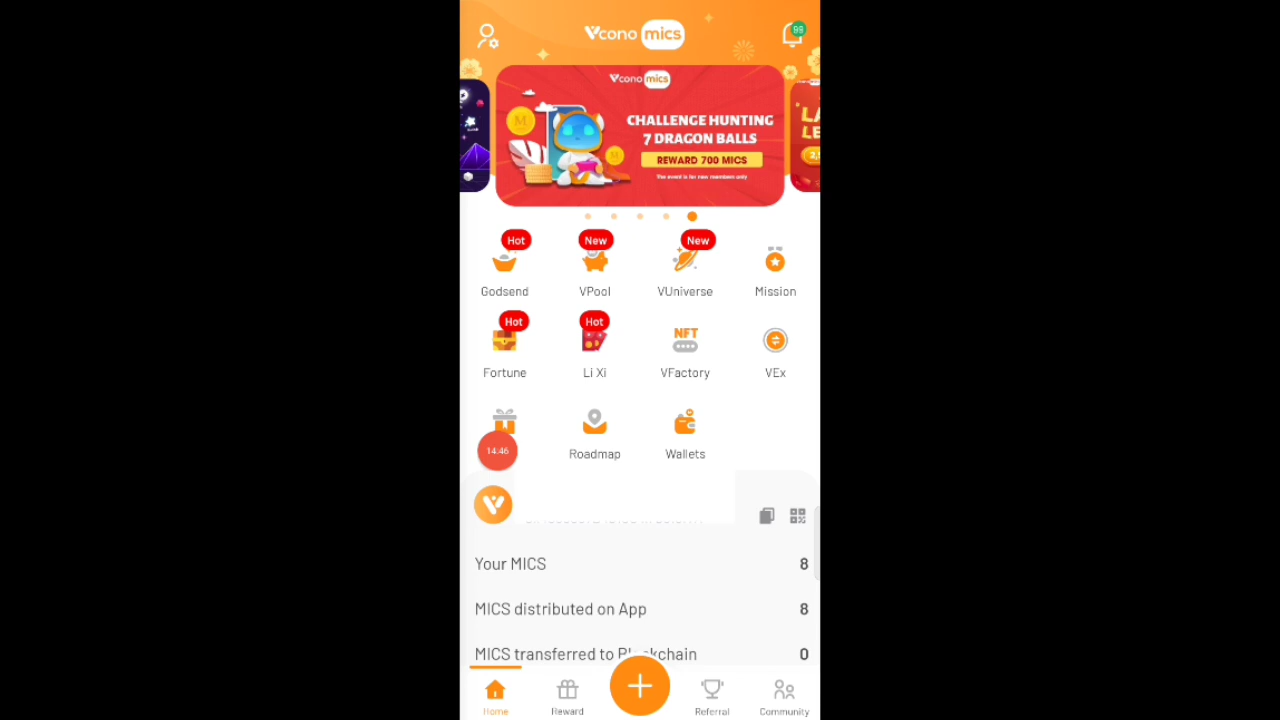 Vcono mics
99
Vcono mics
CHALLENGE HUNTING
7 DRAGON BALLS
REWARD 700 MICS
The event is for new members only
Hot
New
New
Godsend
VPool
VUniverse
Mission
Hot
Hot
NFT
Fortune
Li Xi
VFactory
VEx
14:46
Roadmap
Wallets
Your MICS
8
MICS distributed on App
8
MICS transferred to Blockchain
0
Home
Reward
Referral
Community